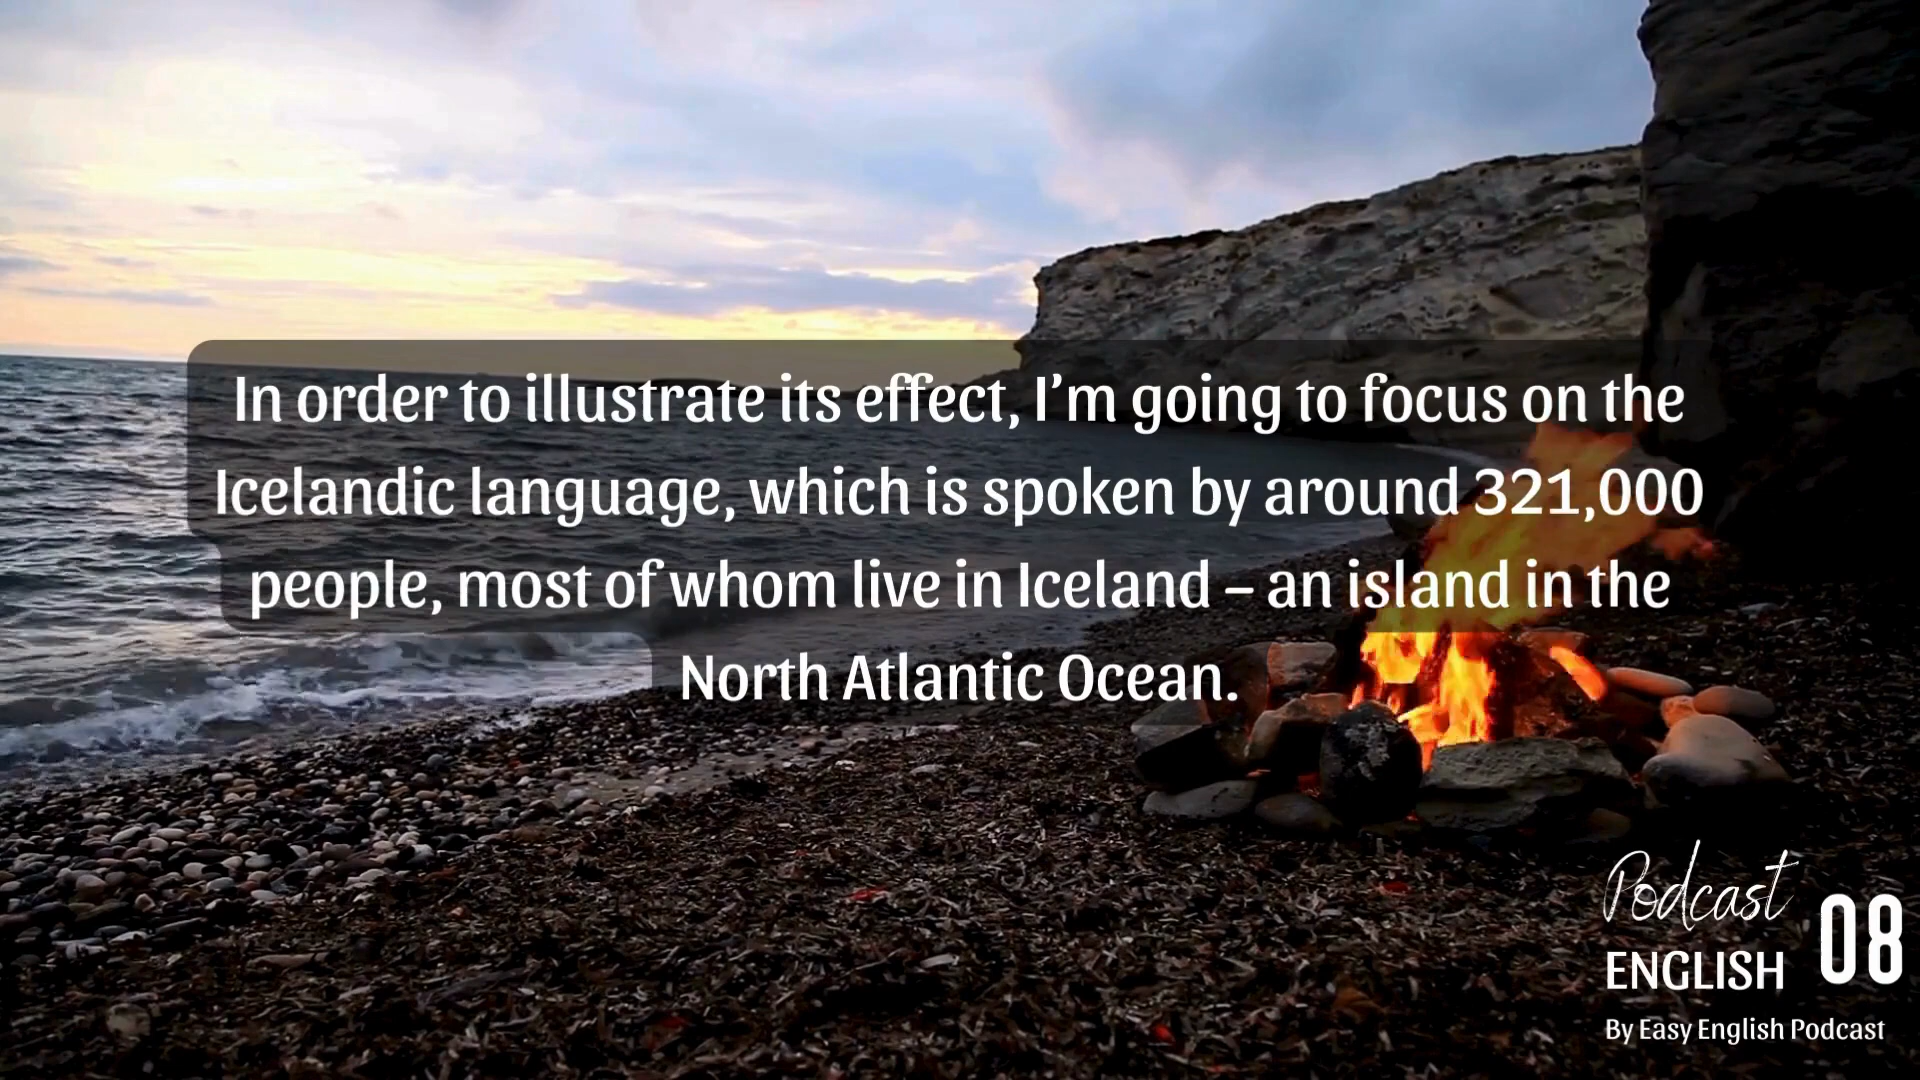 In order to illustrate its effect, I’m going to focus on the
Icelandic language, which is spoken by around 321,000
people, most of whom live in Iceland – an island in the
North Atlantic Ocean.
Podcast
ENGLISH
08
By Easy English Podcast